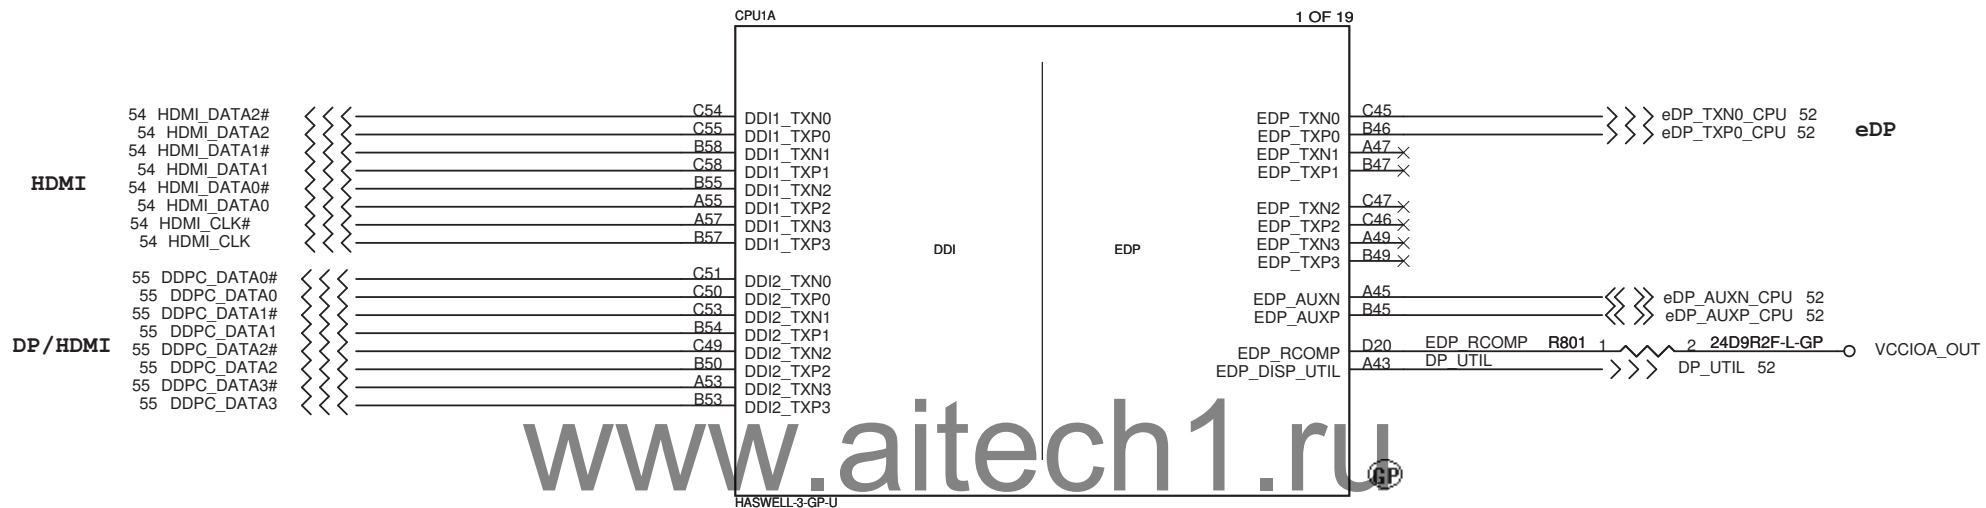 CPU1A
1 OF 19
54 HDMI_DATA2# C54 DDI1_TXN0
54 HDMI_DATA2 C55 DDI1_TXP0
54 HDMI_DATA1# B58 DDI1_TXN1
54 HDMI_DATA1 C58 DDI1_TXP1
54 HDMI_DATA0# B55 DDI1_TXN2
54 HDMI_DATA0 A55 DDI1_TXP2
54 HDMI_CLK# A57 DDI1_TXN3
54 HDMI_CLK B57 DDI1_TXP3
HDMI
55 DDPC_DATA0# C51 DDI2_TXN0
55 DDPC_DATA0 C50 DDI2_TXP0
55 DDPC_DATA1# C53 DDI2_TXN1
55 DDPC_DATA1 B54 DDI2_TXP1
55 DDPC_DATA2# C49 DDI2_TXN2
55 DDPC_DATA2 B50 DDI2_TXP2
55 DDPC_DATA3# A53 DDI2_TXN3
55 DDPC_DATA3 B53 DDI2_TXP3
DP/HDMI
DDI
EDP
EDP_TXN0 C45 eDP_TXN0_CPU 52
EDP_TXP0 B46 eDP_TXP0_CPU 52
eDP
EDP_TXN1 A47
EDP_TXP1 B47
EDP_TXN2 C47
EDP_TXP2 C46
EDP_TXN3 A49
EDP_TXP3 B49
EDP_AUXN A45 eDP_AUXN_CPU 52
EDP_AUXP B45 eDP_AUXP_CPU 52
EDP_RCOMP D20 EDP_RCOMP R801 1 2 24D9R2F-L-GP VCCIOA_OUT
EDP_DISP_UTIL A43 DP_UTIL DP_UTIL 52
www.aitech1.ru
GP
HASWELL-3-GP-U